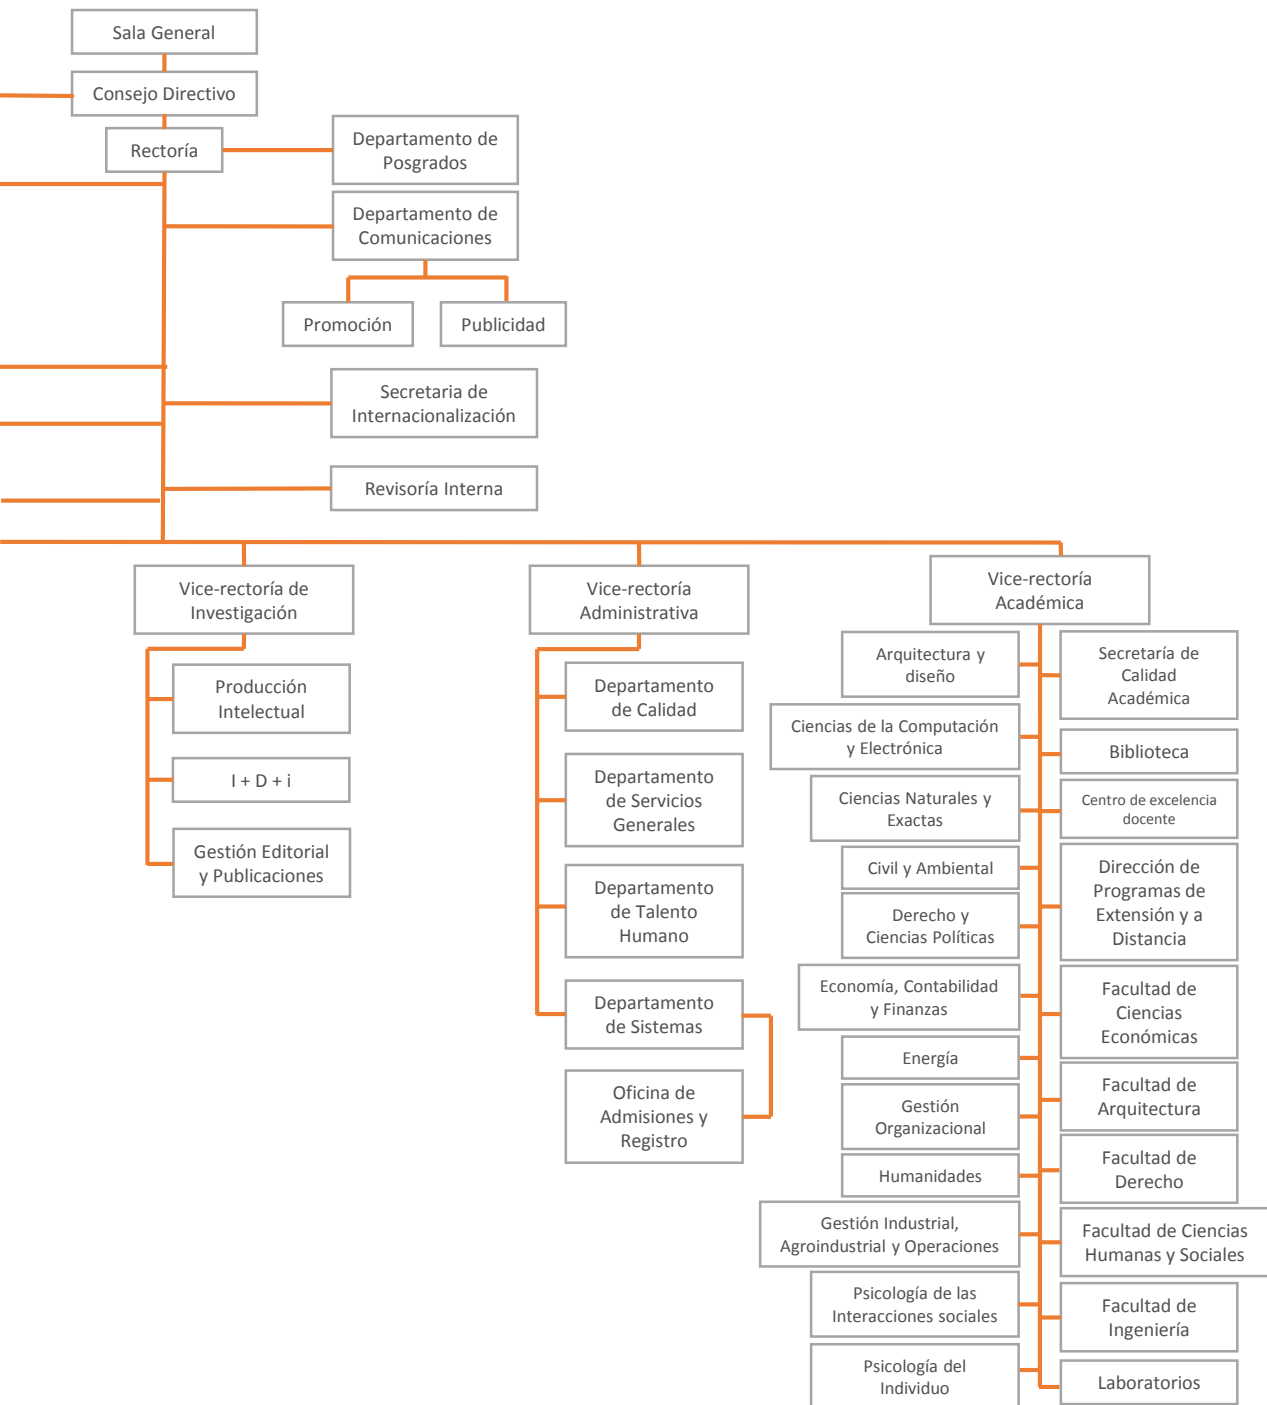 Sala General
Consejo Directivo
Rectoría
Departamento de
Posgrados
Departamento de
Comunicaciones
Promoción
Publicidad
Secretaria de
Internacionalización
Revisoría Interna
Vice-rectoría de
Investigación
Producción
Intelectual
I + D + i
Gestión Editorial
y Publicaciones
Vice-rectoría
Administrativa
Departamento
de Calidad
Departamento
de Servicios
Generales
Departamento
de Talento
Humano
Departamento
de Sistemas
Oficina de
Admisiones y
Registro
Vice-rectoría
Académica
Arquitectura y
diseño
Ciencias de la Computación
y Electrónica
Ciencias Naturales y
Exactas
Civil y Ambiental
Derecho y
Ciencias Políticas
Economía, Contabilidad
y Finanzas
Energía
Gestión
Organizacional
Humanidades
Gestión Industrial,
Agroindustrial y Operaciones
Psicología de las
Interacciones sociales
Psicología del
Individuo
Secretaría de
Calidad
Académica
Biblioteca
Centro de excelencia
docente
Dirección de
Programas de
Extensión y a
Distancia
Facultad de
Ciencias
Económicas
Facultad de
Arquitectura
Facultad de
Derecho
Facultad de Ciencias
Humanas y Sociales
Facultad de
Ingeniería
Laboratorios